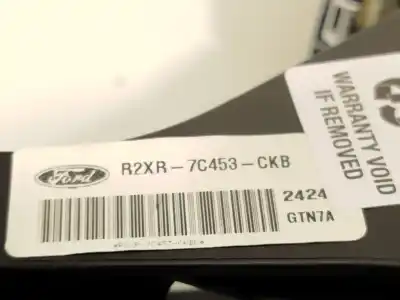 Ford
R2XR-7C453-CKB
2424
GTN7A
WARRANTY VOID
IF REMOVED